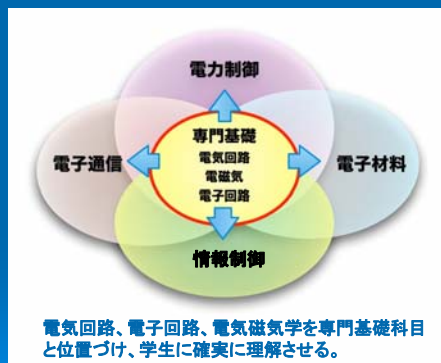 電力制御
専門基礎
電気回路
電子通信
電磁気
電子材料
電子回路
情報制御
電気回路、電子回路、電気磁気学を専門基礎科目
と位置づけ、学生に確実に理解させる。